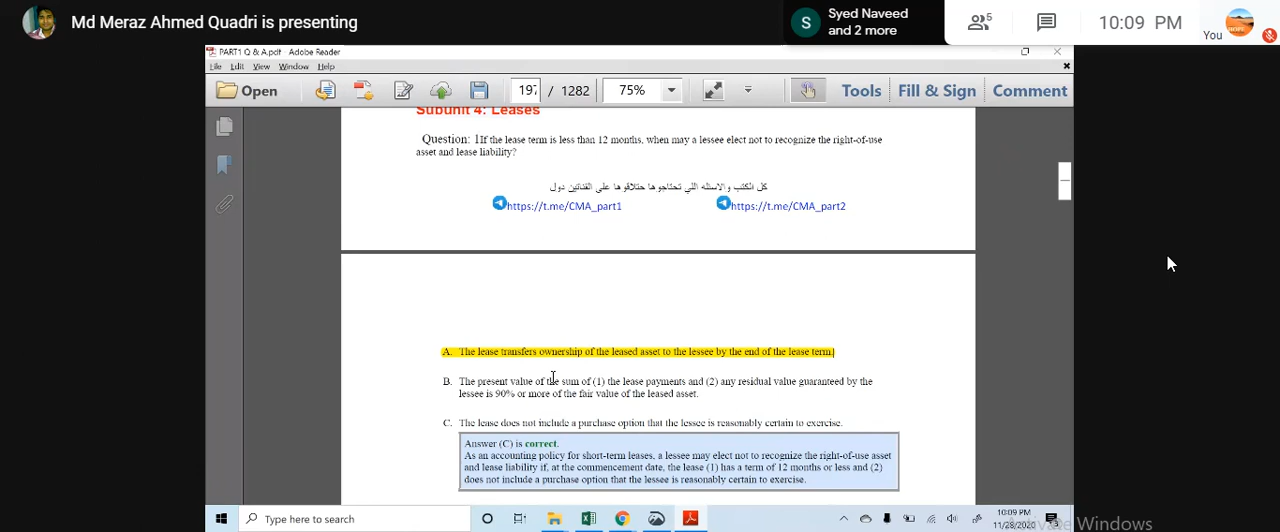 Md Meraz Ahmed Quadri is presenting
Syed Naveed
and 2 more
S
5
10:09 PM
You
PART1 Q & A.pdf - Adobe Reader
File Edit View Window Help
Open
197 / 1282
75%
Tools
Fill & Sign
Comment
Subunit 4: Leases
Question: 1If the lease term is less than 12 months, when may a lessee elect not to recognize the right-of-use
asset and lease liability?
كل الكتب والاسئله اللي تحتاجوها حتلاقوها على القناتين دول
https://t.me/CMA_part1
https://t.me/CMA_part2
A. The lease transfers ownership of the leased asset to the lessee by the end of the lease term.
B. The present value of the sum of (1) the lease payments and (2) any residual value guaranteed by the
lessee is 90% or more of the fair value of the leased asset.
C. The lease does not include a purchase option that the lessee is reasonably certain to exercise.
Answer (C) is correct.
As an accounting policy for short-term leases, a lessee may elect not to recognize the right-of-use asset
and lease liability if, at the commencement date, the lease (1) has a term of 12 months or less and (2)
does not include a purchase option that the lessee is reasonably certain to exercise.
Type here to search
10:09 PM
11/28/2020
Windows